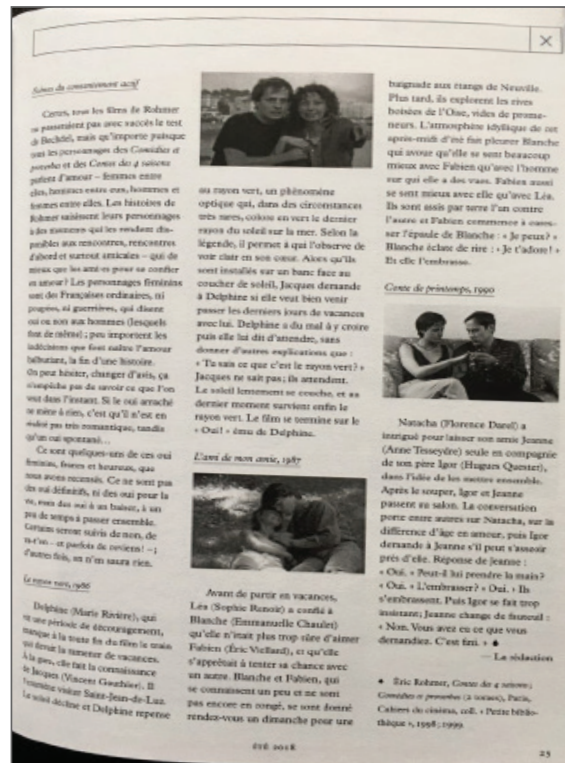 Scènes du consentement actif
Certes, tous les films de Rohmer
ne passeraient pas avec succès le test
de Bechdel, mais qu'importe puisque
tous les personnages des Comédies et
proverbes et des Contes des 4 saisons
parlent d'amour – femmes entre
elles, hommes entre eux, hommes et
femmes entre elles. Les histoires de
Rohmer saisissent leurs personnages
à des moments qui les rendent dis-
ponibles aux rencontres, rencontres
d'abord et surtout amicales – qui de
mieux que les amies pour se confier
en amour ? Les personnages féminins
sont des Françaises ordinaires, ni
poupées, ni guerrières, qui disent
oui ou non aux hommes (lesquels
font de même) ; peu importent les
indécisions que font naître l'amour
balbutiant, la fin d'une histoire.
On peut hésiter, changer d'avis, ça
n'empêche pas de savoir ce que l'on
veut dans l'instant. Si le oui arraché
ne mène à rien, c'est qu'il n'est en
réalité pas très romantique, tandis
qu'un oui spontané…
Ce sont quelques-uns de ces oui
féminins, francs et heureux, que
nous avons recensés. Ce ne sont pas
des oui définitifs, ni des oui pour la
vie, mais des oui à un baiser, à un
peu de temps à passer ensemble.
Certains seront suivis de non, de
va-t'en… et parfois de reviens ! – ;
d'autres fois, on n'en saura rien.
Le rayon vert, 1986
Delphine (Marie Rivière), qui
vit une période de découragement,
manque à la toute fin du film le train
qui devait la ramener de vacances.
À la gare, elle fait la connaissance
de Jacques (Vincent Gauthier). Il
l'emmène visiter Saint-Jean-de-Luz.
Le soleil décline et Delphine repense
au rayon vert, un phénomène
optique qui, dans des circonstances
très rares, colore en vert le dernier
rayon du soleil sur la mer. Selon la
légende, il permet à qui l'observe de
voir clair en son cœur. Alors qu'ils
sont installés sur un banc face au
coucher de soleil, Jacques demande
à Delphine si elle veut bien venir
passer les derniers jours de vacances
avec lui. Delphine a du mal à y croire
puis elle lui dit d'attendre, sans
donner d'autres explications que :
« Tu sais ce que c'est le rayon vert ? »
Jacques ne sait pas ; ils attendent.
Le soleil lentement se couche, et au
dernier moment survient enfin le
rayon vert. Le film se termine sur le
« Oui ! » ému de Delphine.
L'ami de mon amie, 1987
Avant de partir en vacances,
Léa (Sophie Renoir) a confié à
Blanche (Emmanuelle Chaulet)
qu'elle n'était plus trop sûre d'aimer
Fabien (Éric Viellard), et qu'elle
s'apprêtait à tenter sa chance avec
un autre. Blanche et Fabien, qui
se connaissent un peu et ne sont
pas encore en congé, se sont donné
rendez-vous un dimanche pour une
baignade aux étangs de Neuville.
Plus tard, ils explorent les rives
boisées de l'Oise, vides de prome-
neurs. L'atmosphère idyllique de cet
après-midi d'été fait pleurer Blanche
qui avoue qu'elle se sent beaucoup
mieux avec Fabien qu'avec l'homme
sur qui elle a des vues. Fabien aussi
se sent mieux avec elle qu'avec Léa.
Ils sont assis par terre l'un contre
l'autre et Fabien commence à cares-
ser l'épaule de Blanche : « Je peux ? »
Blanche éclate de rire : « Je t'adore ! »
Et elle l'embrasse.
Conte de printemps, 1990
Natacha (Florence Darel) a
intrigué pour laisser son amie Jeanne
(Anne Teyssèdre) seule en compagnie
de son père Igor (Hugues Quester),
dans l'idée de les mettre ensemble.
Après le souper, Igor et Jeanne
passent au salon. La conversation
porte entre autres sur Natacha, sur la
différence d'âge en amour, puis Igor
demande à Jeanne s'il peut s'asseoir
près d'elle. Réponse de Jeanne :
« Oui. » Peut-il lui prendre la main ?
« Oui. » L'embrasser ? « Oui. » Ils
s'embrassent. Puis Igor se fait trop
insistant ; Jeanne change de fauteuil :
« Non. Vous avez eu ce que vous
demandiez. C'est fini. » ♦
— La rédaction
♦ Éric Rohmer, Contes des 4 saisons ;
Comédies et proverbes (2 tomes), Paris,
Cahiers du cinéma, coll. « Petite biblio-
thèque », 1998 ; 1999.
ÉTÉ 2018
23